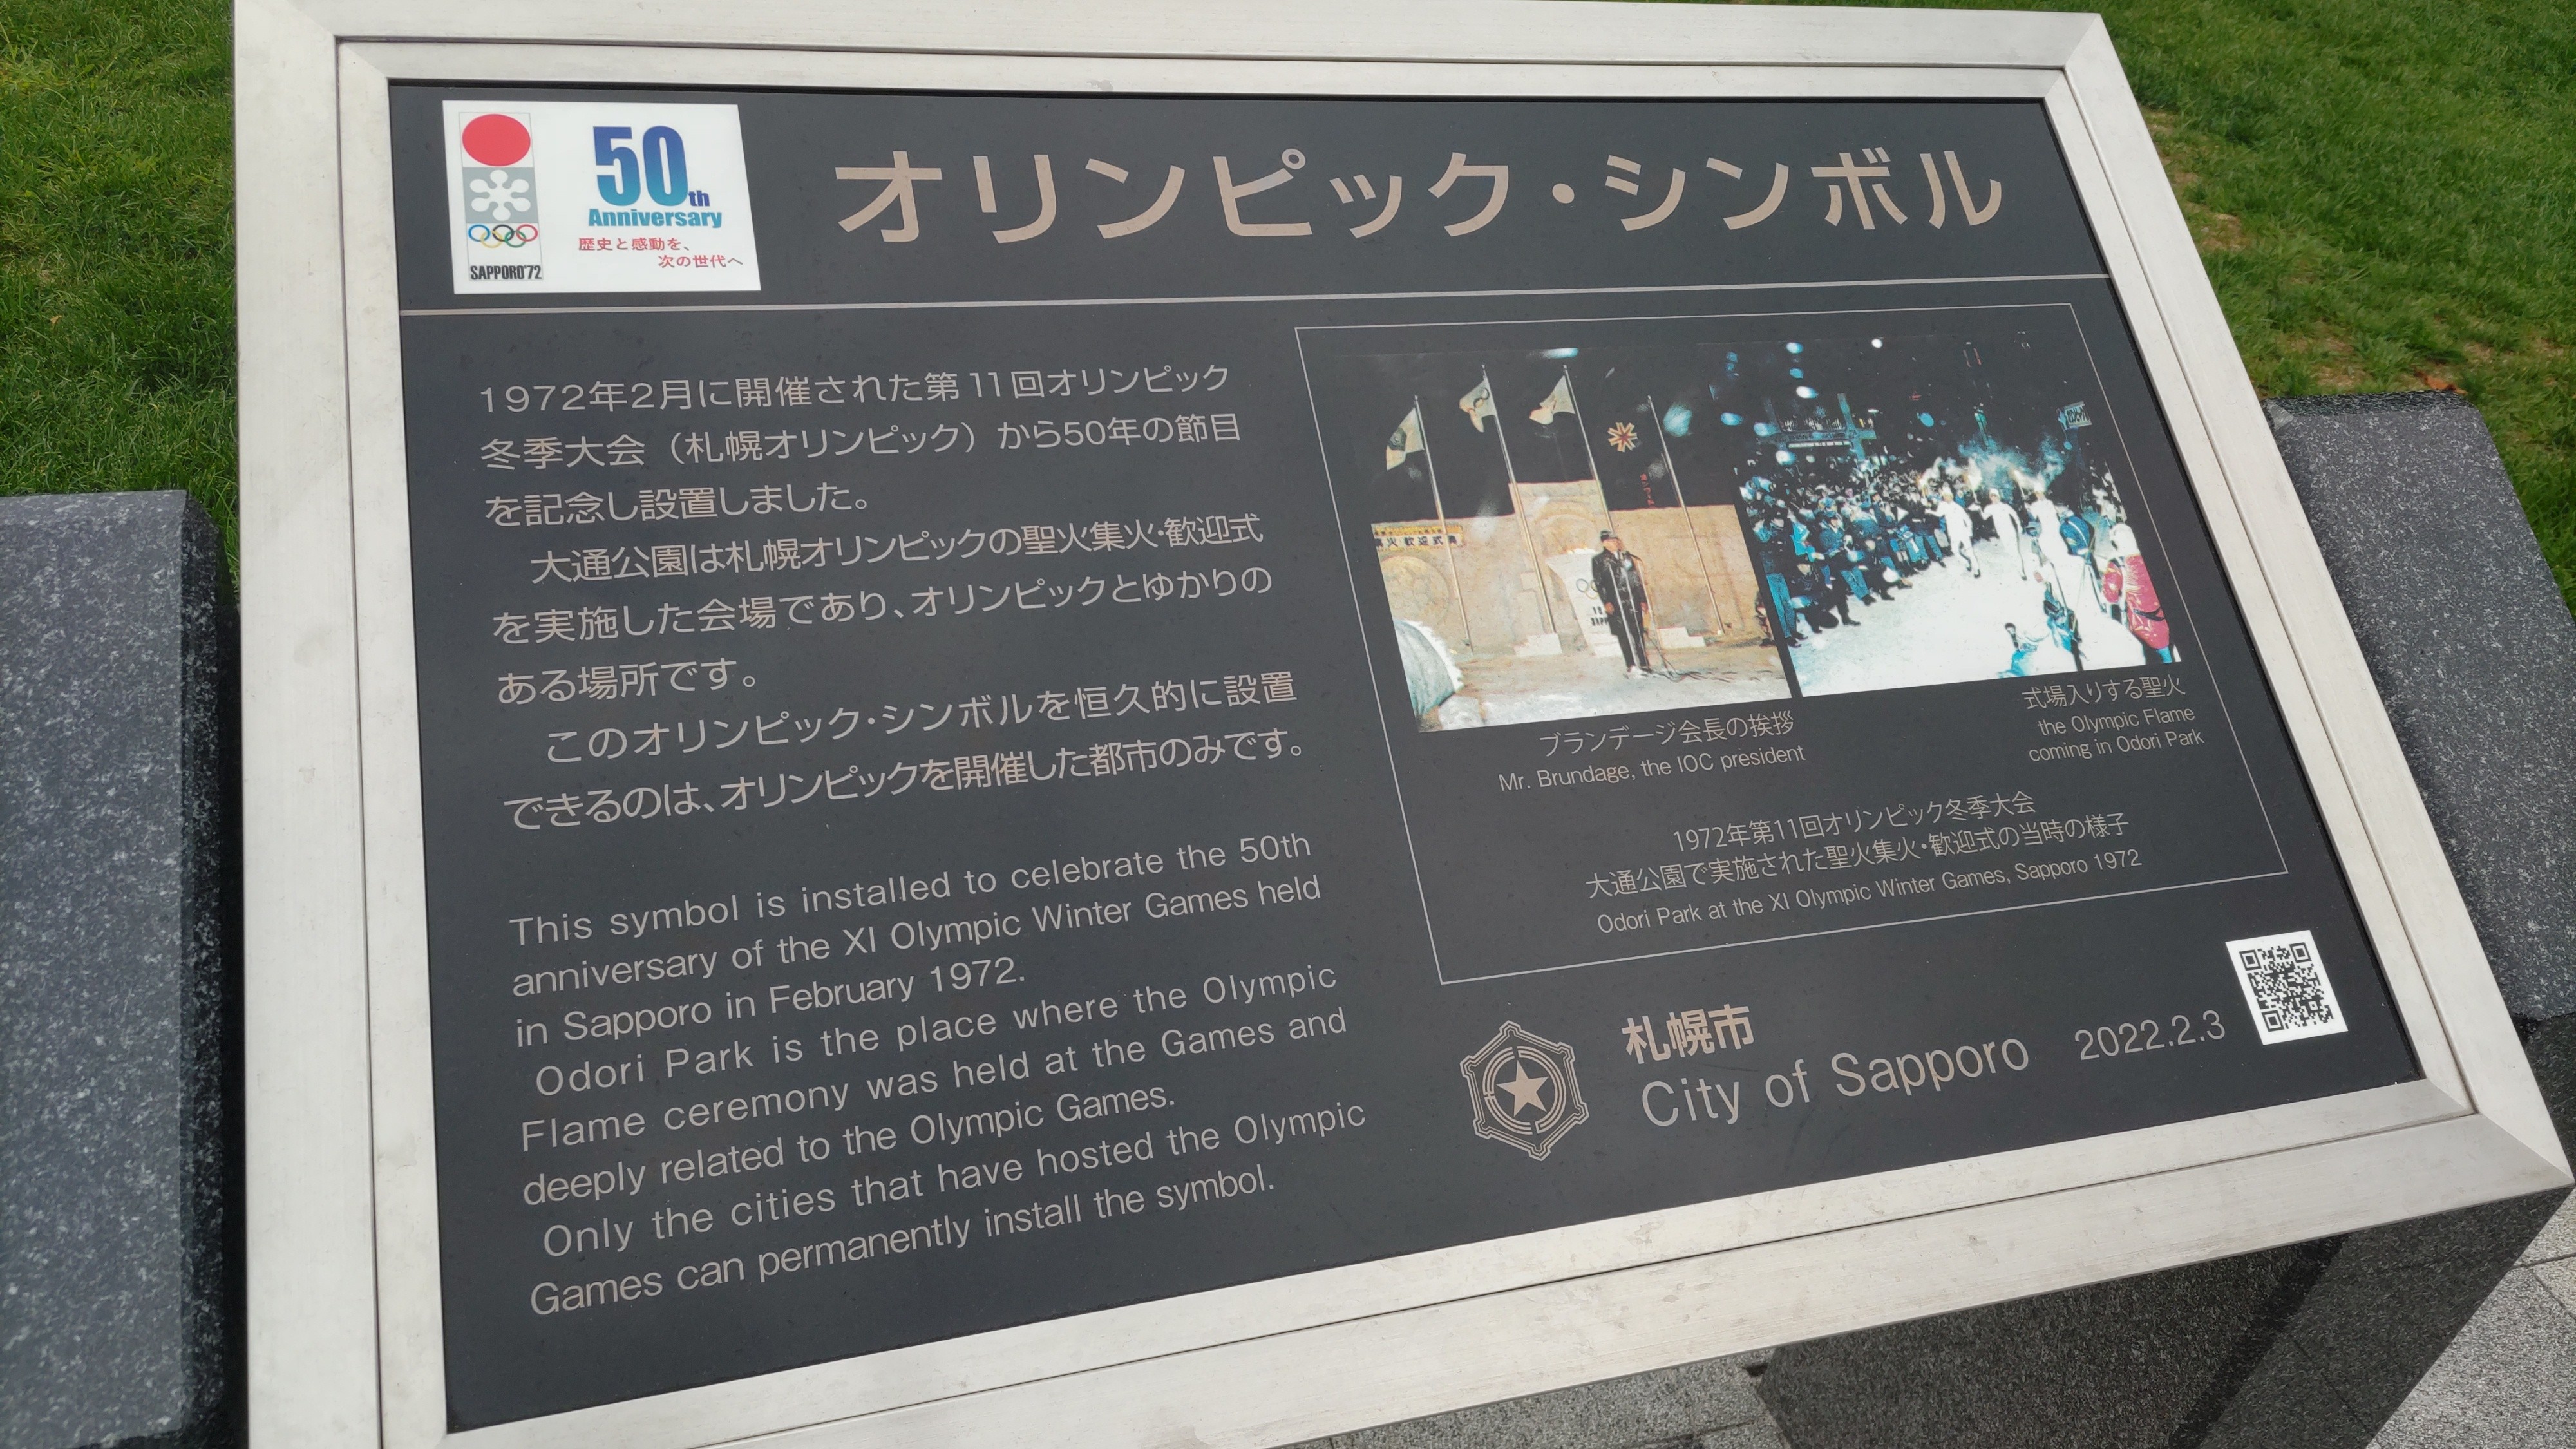 SAPPORO'72
50th
Anniversary
歴史と感動を、
次の世代へ
オリンピック・シンボル
1972年2月に開催された第11回オリンピック
冬季大会（札幌オリンピック）から50年の節目
を記念し設置しました。
大通公園は札幌オリンピックの聖火集火・歓迎式
を実施した会場であり、オリンピックとゆかりの
ある場所です。
このオリンピック・シンボルを恒久的に設置
できるのは、オリンピックを開催した都市のみです。
This symbol is installed to celebrate the 50th
anniversary of the XI Olympic Winter Games held
in Sapporo in February 1972.
Odori Park is the place where the Olympic
Flame ceremony was held at the Games and
deeply related to the Olympic Games.
Only the cities that have hosted the Olympic
Games can permanently install the symbol.
火・歓迎式典
ブランデージ会長の挨拶
Mr. Brundage, the IOC president
式場入りする聖火
the Olympic Flame
coming in Odori Park
1972年第11回オリンピック冬季大会
大通公園で実施された聖火集火・歓迎式の当時の様子
Odori Park at the XI Olympic Winter Games, Sapporo 1972
札幌市
City of Sapporo
2022.2.3